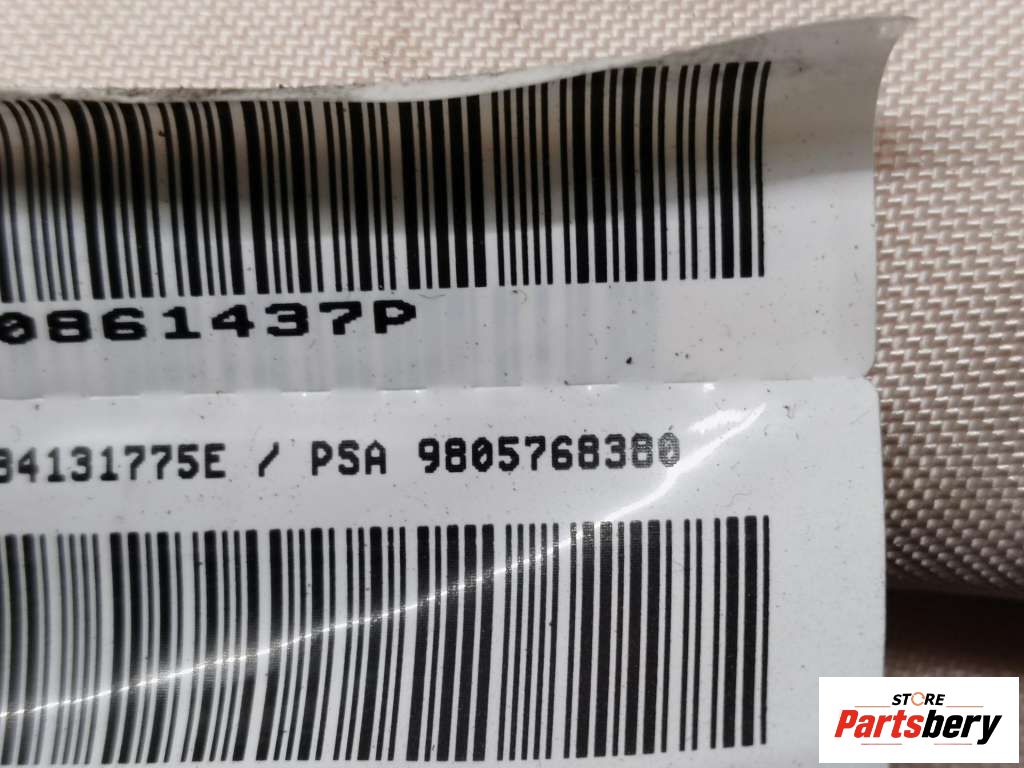 0861437P
34131775E / PSA 9805768380
STORE
Partsbery